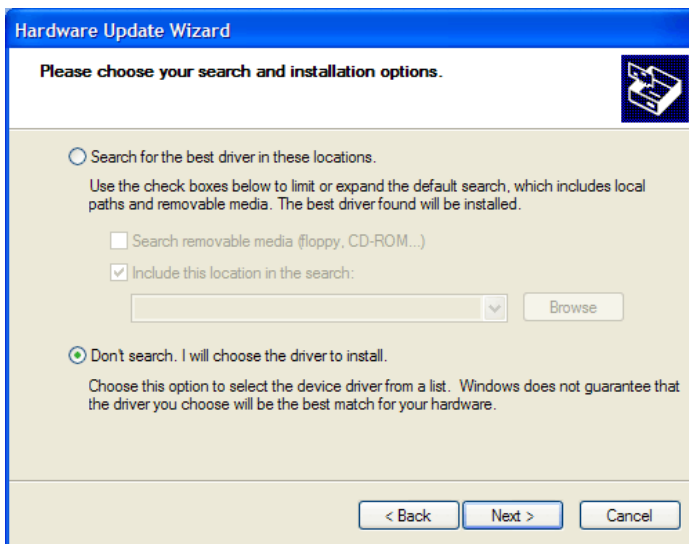 Hardware Update Wizard
Please choose your search and installation options.
Search for the best driver in these locations.
Use the check boxes below to limit or expand the default search, which includes local
paths and removable media. The best driver found will be installed.
Search removable media (floppy, CD-ROM...)
Include this location in the search:
Browse
Don't search. I will choose the driver to install.
Choose this option to select the device driver from a list. Windows does not guarantee that
the driver you choose will be the best match for your hardware.
< Back Next > Cancel